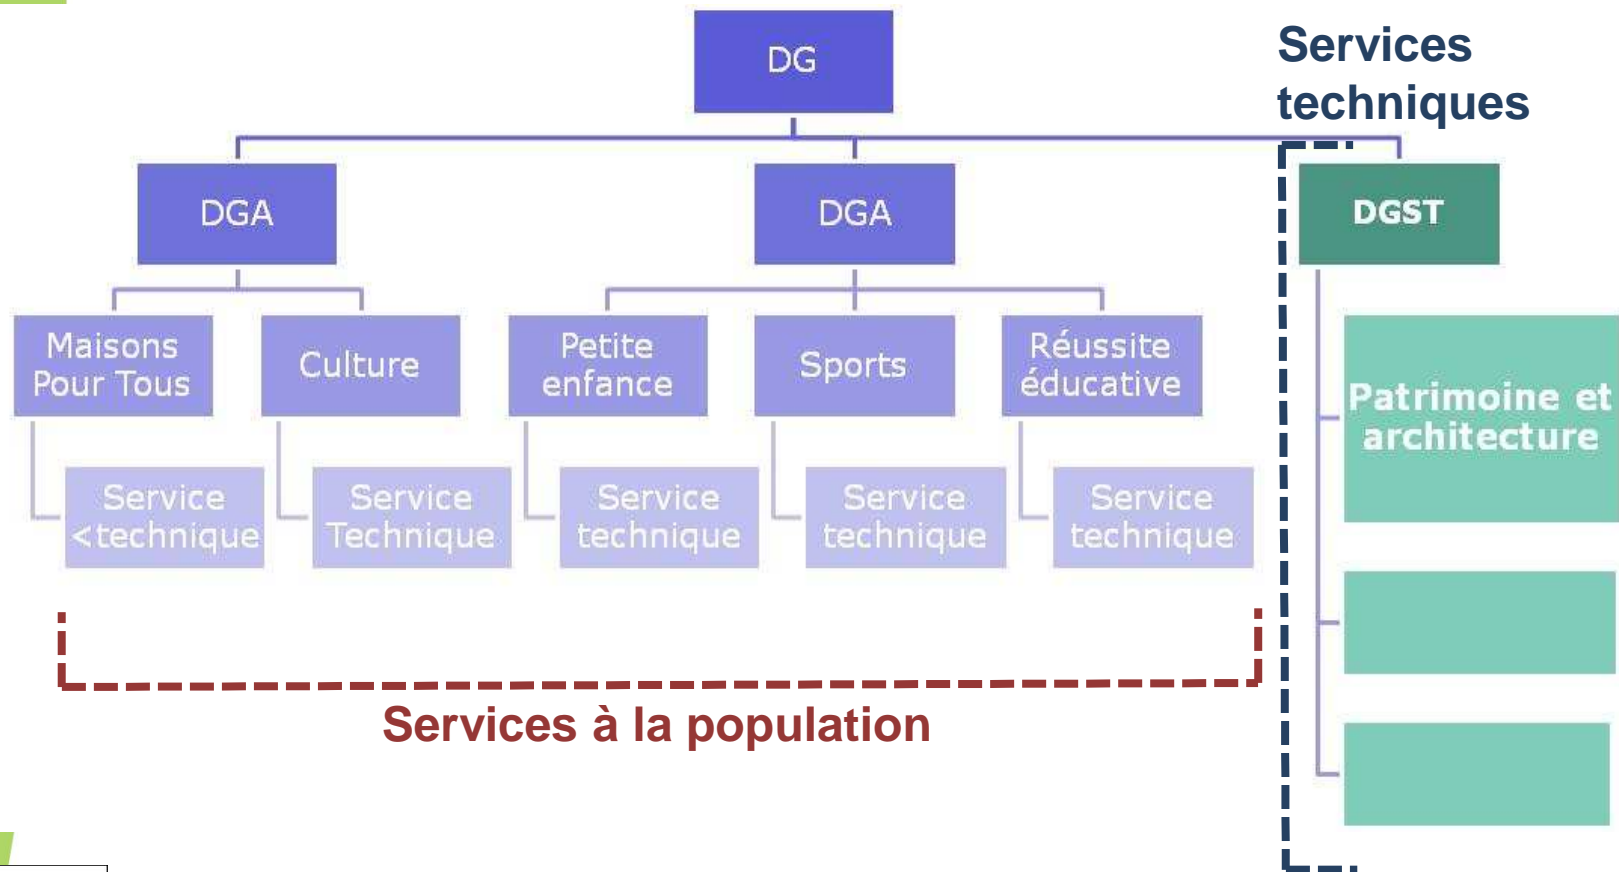 DG
Services
techniques
DGA
DGA
DGST
Maisons
Pour Tous
Culture
Petite
enfance
Sports
Réussite
éducative
Patrimoine et
architecture
Service
<technique
Service
Technique
Service
technique
Service
technique
Service
technique
Services à la population